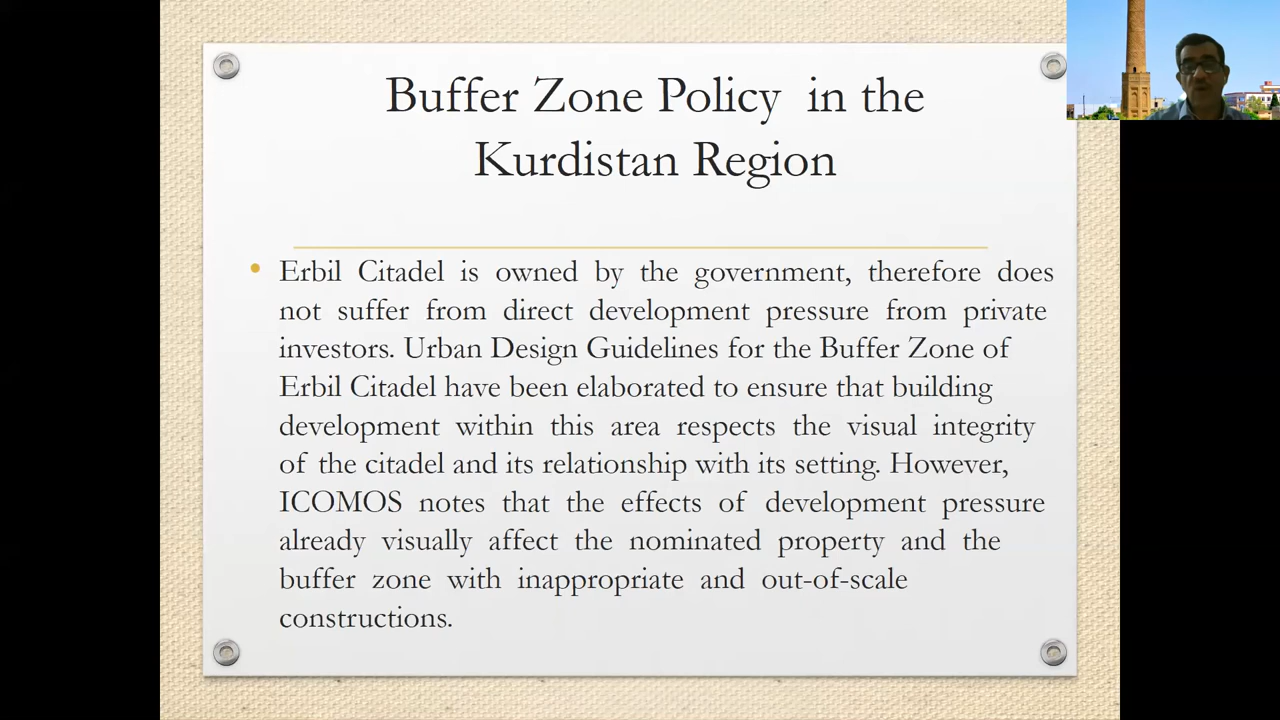 Buffer Zone Policy in the
Kurdistan Region
• Erbil Citadel is owned by the government, therefore does
not suffer from direct development pressure from private
investors. Urban Design Guidelines for the Buffer Zone of
Erbil Citadel have been elaborated to ensure that building
development within this area respects the visual integrity
of the citadel and its relationship with its setting. However,
ICOMOS notes that the effects of development pressure
already visually affect the nominated property and the
buffer zone with inappropriate and out-of-scale
constructions.